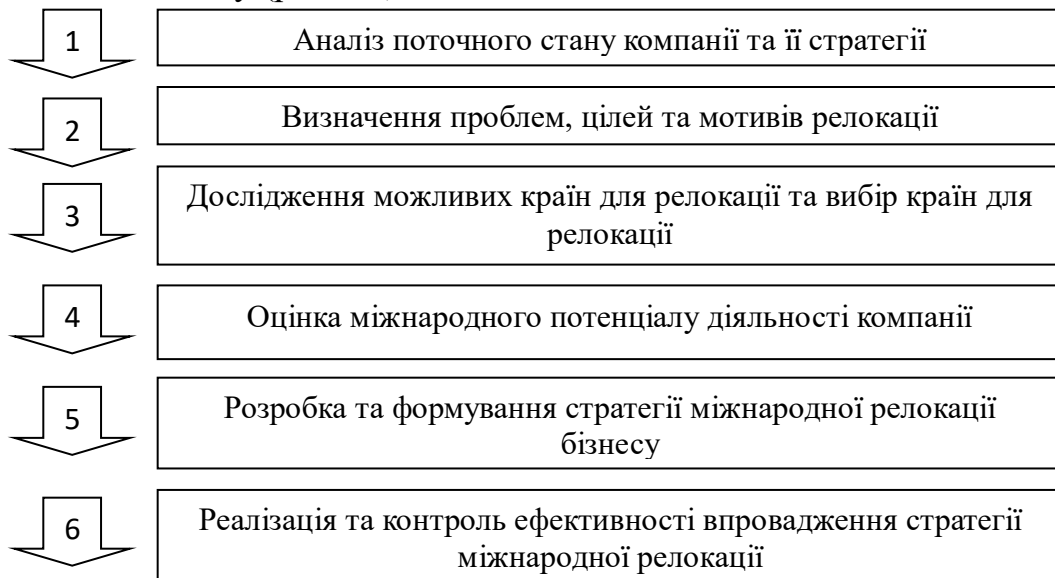 1
Аналіз поточного стану компанії та її стратегії
2
Визначення проблем, цілей та мотивів релокації
3
Дослідження можливих країн для релокації та вибір країн для
релокації
4
Оцінка міжнародного потенціалу діяльності компанії
5
Розробка та формування стратегії міжнародної релокації
бізнесу
6
Реалізація та контроль ефективності впровадження стратегії
міжнародної релокації